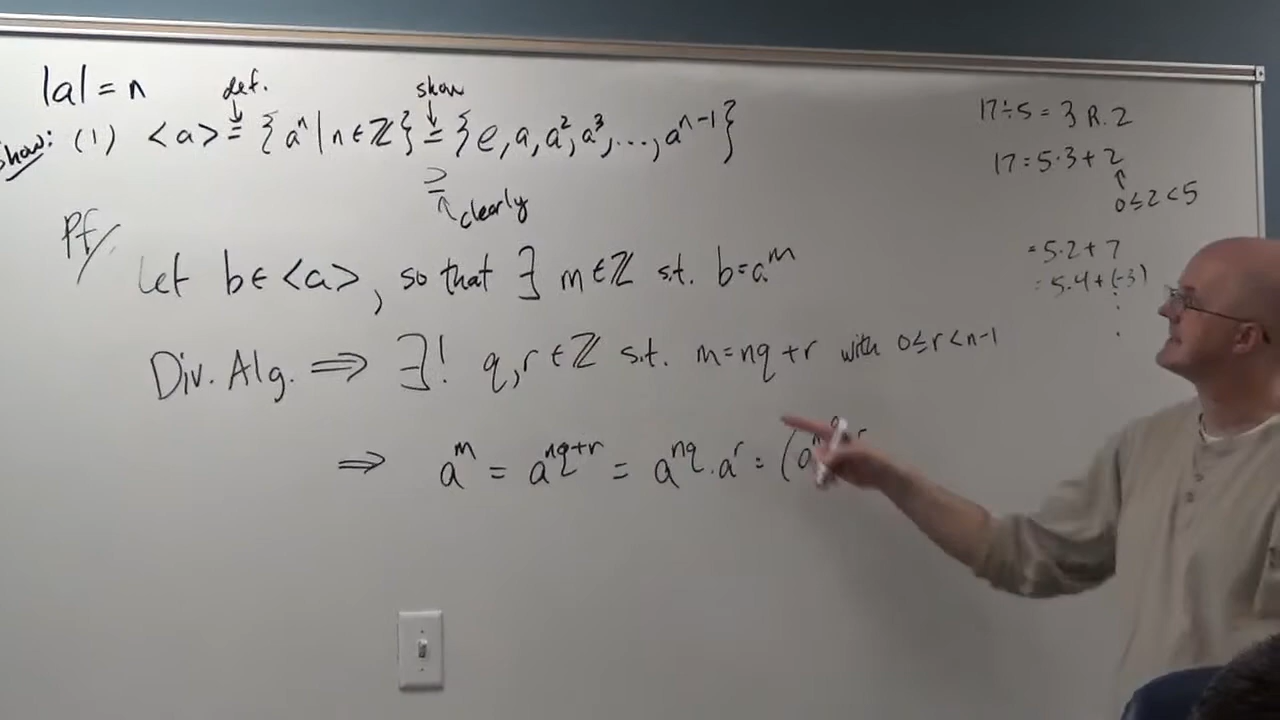 |a| = n
def.
show
Show: (1) <a> = {aⁿ | n ∈ ℤ} = {e, a, a², a³, ..., aⁿ⁻¹}
⊇
clearly
Pf/
Let b ∈ <a>, so that ∃ m ∈ ℤ s.t. b = aᵐ
Div. Alg. ⟹ ∃! q, r ∈ ℤ s.t. m = nq + r with 0 ≤ r < n-1
⟹ a^m = a^{nq+r} = a^{nq} · a^r = (a^n
17 ÷ 5 = 3 R. 2
17 = 5·3 + 2
0 ≤ 2 < 5
= 5·2 + 7
= 5·4 + (-3)
⋮